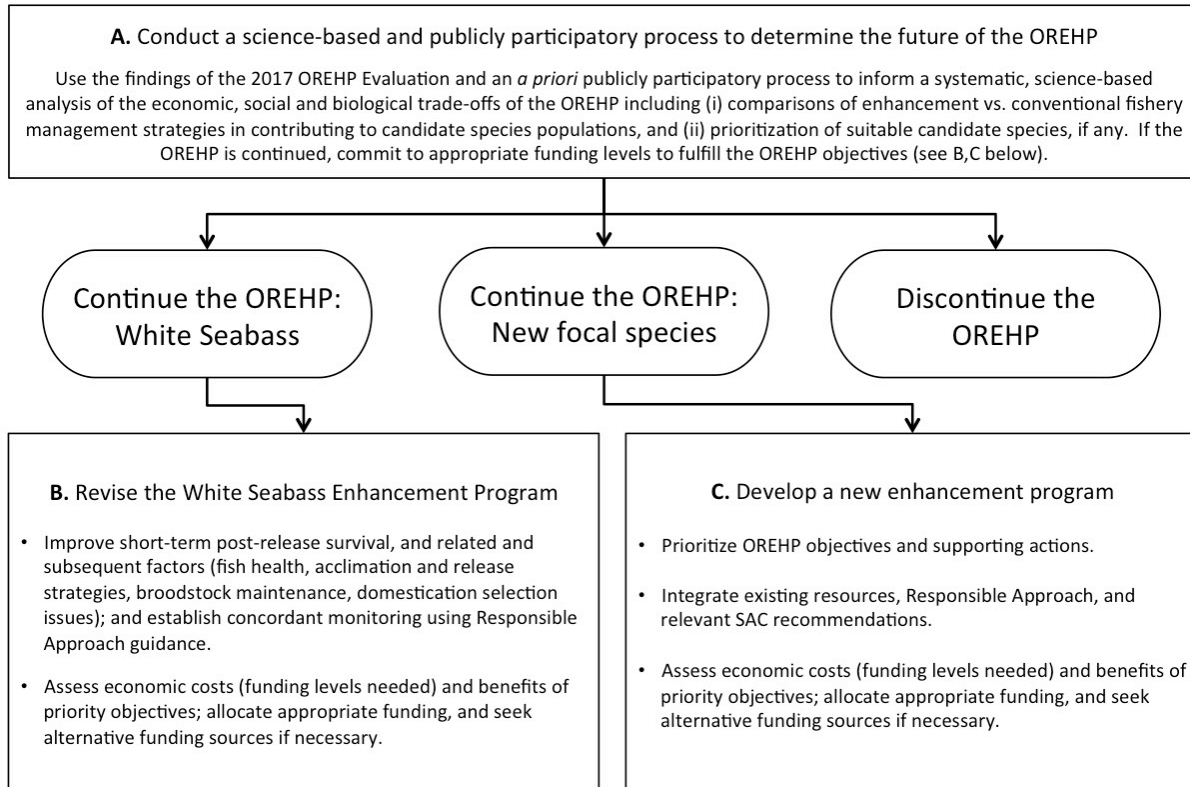 A. Conduct a science-based and publicly participatory process to determine the future of the OREHP
Use the findings of the 2017 OREHP Evaluation and an a priori publicly participatory process to inform a systematic, science-based
analysis of the economic, social and biological trade-offs of the OREHP including (i) comparisons of enhancement vs. conventional fishery
management strategies in contributing to candidate species populations, and (ii) prioritization of suitable candidate species, if any.  If the
OREHP is continued, commit to appropriate funding levels to fulfill the OREHP objectives (see B,C below).
Continue the OREHP:
White Seabass
Continue the OREHP:
New focal species
Discontinue the
OREHP
B. Revise the White Seabass Enhancement Program
• Improve short-term post-release survival, and related and
subsequent factors (fish health, acclimation and release
strategies, broodstock maintenance, domestication selection
issues); and establish concordant monitoring using Responsible
Approach guidance.
• Assess economic costs (funding levels needed) and benefits of
priority objectives; allocate appropriate funding, and seek
alternative funding sources if necessary.
C. Develop a new enhancement program
• Prioritize OREHP objectives and supporting actions.
• Integrate existing resources, Responsible Approach, and
relevant SAC recommendations.
• Assess economic costs (funding levels needed) and benefits of
priority objectives; allocate appropriate funding, and seek
alternative funding sources if necessary.